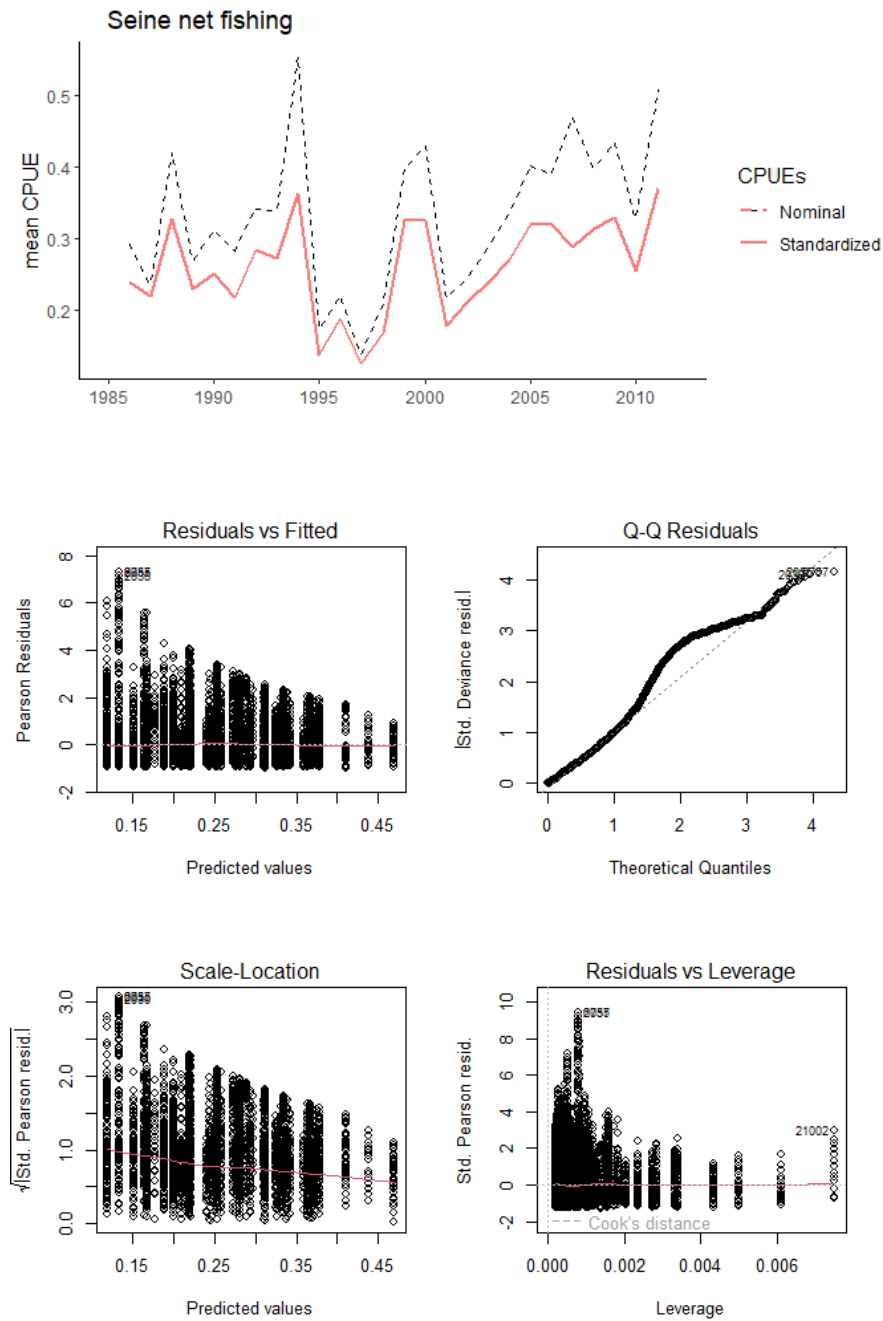 Seine net fishing
mean CPUE
0.5
0.4
0.3
0.2
1985 1990 1995 2000 2005 2010
CPUEs
Nominal
Standardized
Residuals vs Fitted
Pearson Residuals
8
6
4
2
0
-2
0.15 0.25 0.35 0.45
Predicted values
Q-Q Residuals
|Std. Deviance resid.|
4
3
2
1
0
0 1 2 3 4
Theoretical Quantiles
Scale-Location
√|Std. Pearson resid.|
3.0
2.0
1.0
0.0
0.15 0.25 0.35 0.45
Predicted values
Residuals vs Leverage
Std. Pearson resid.
10
8
6
4
2
0
-2
21002
Cook's distance
0.000 0.002 0.004 0.006
Leverage